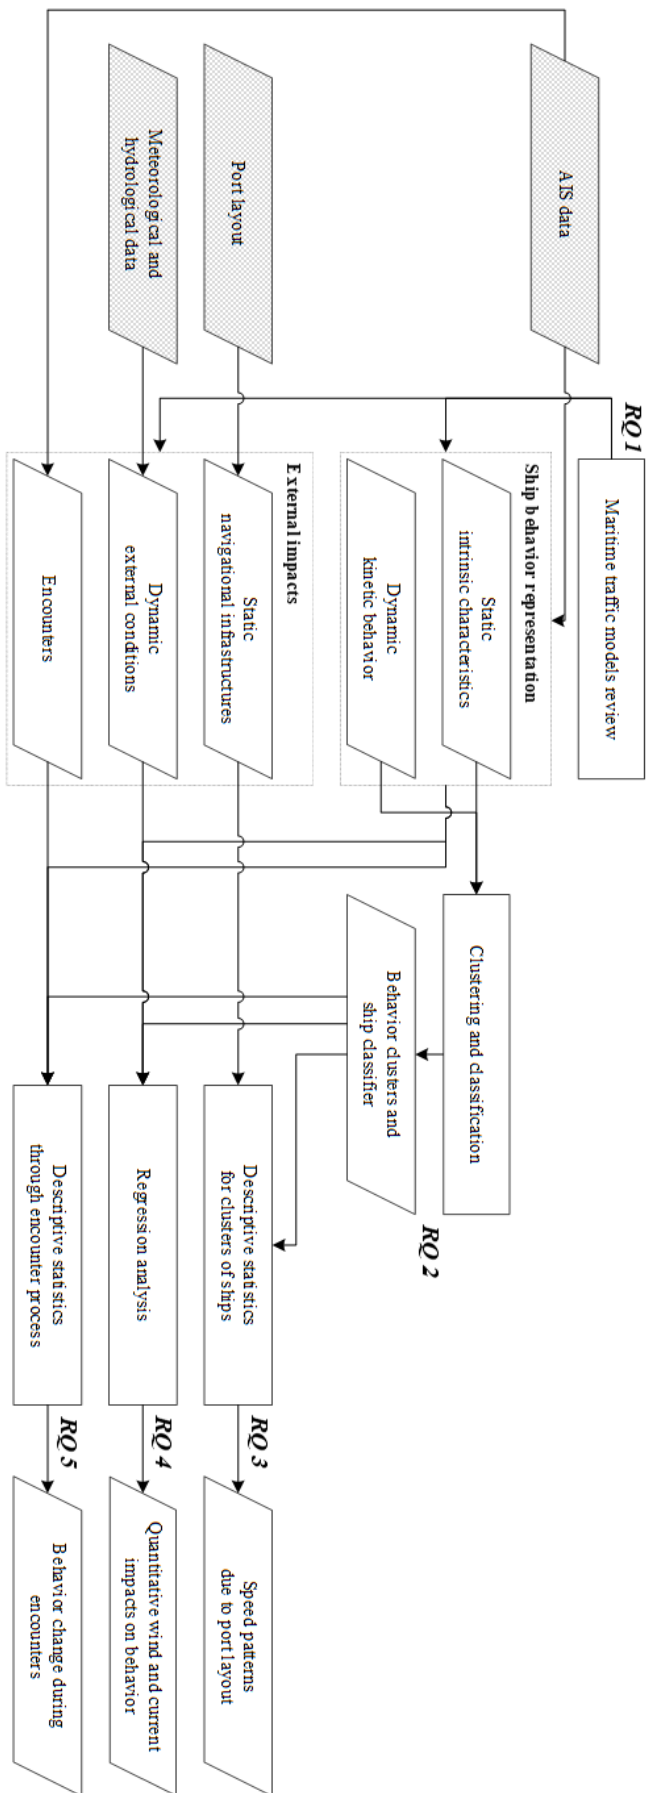 RQ 1
Maritime traffic models review
AIS data
Ship behavior representation
Static
intrinsic characteristics
Dynamic
kinetic behavior
Clustering and classification
Behavior clusters and
ship classifier
RQ 2
External impacts
Port layout
Static
navigational infrastructures
Descriptive statistics
for clusters of ships
RQ 3
Speed patterns
due to port layout
Meteorological and
hydrological data
Dynamic
external conditions
Regression analysis
RQ 4
Quantitative wind and current
impacts on behavior
Encounters
Descriptive statistics
through encounter process
RQ 5
Behavior change during
encounters